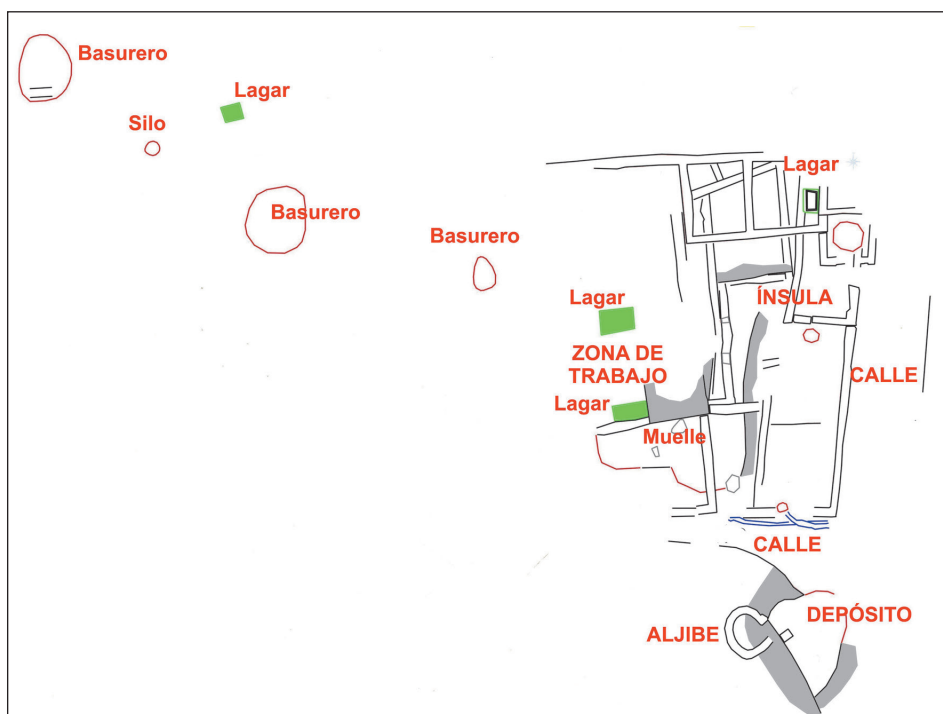 Basurero
Lagar
Silo
Lagar
Basurero
Basurero
Lagar
ÍNSULA
ZONA DE
TRABAJO
CALLE
Lagar
Muelle
CALLE
DEPÓSITO
ALJIBE